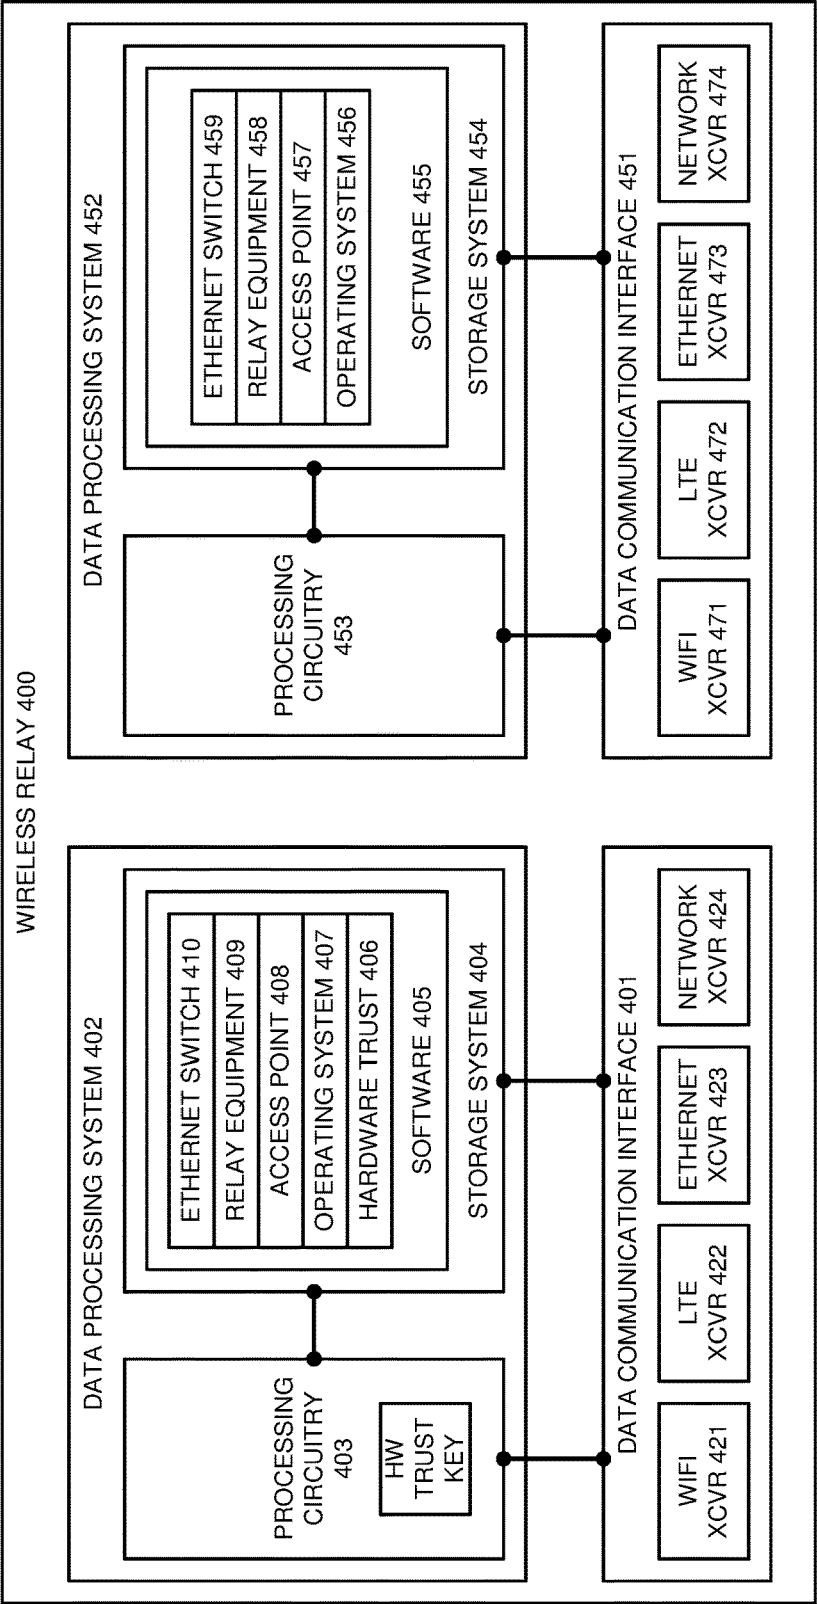 WIRELESS RELAY 400
DATA PROCESSING SYSTEM 402
PROCESSING
CIRCUITRY
403
HW
TRUST
KEY
ETHERNET SWITCH 410
RELAY EQUIPMENT 409
ACCESS POINT 408
OPERATING SYSTEM 407
HARDWARE TRUST 406
SOFTWARE 405
STORAGE SYSTEM 404
DATA COMMUNICATION INTERFACE 401
WIFI
XCVR 421
LTE
XCVR 422
ETHERNET
XCVR 423
NETWORK
XCVR 424
DATA PROCESSING SYSTEM 452
PROCESSING
CIRCUITRY
453
ETHERNET SWITCH 459
RELAY EQUIPMENT 458
ACCESS POINT 457
OPERATING SYSTEM 456
SOFTWARE 455
STORAGE SYSTEM 454
DATA COMMUNICATION INTERFACE 451
WIFI
XCVR 471
LTE
XCVR 472
ETHERNET
XCVR 473
NETWORK
XCVR 474